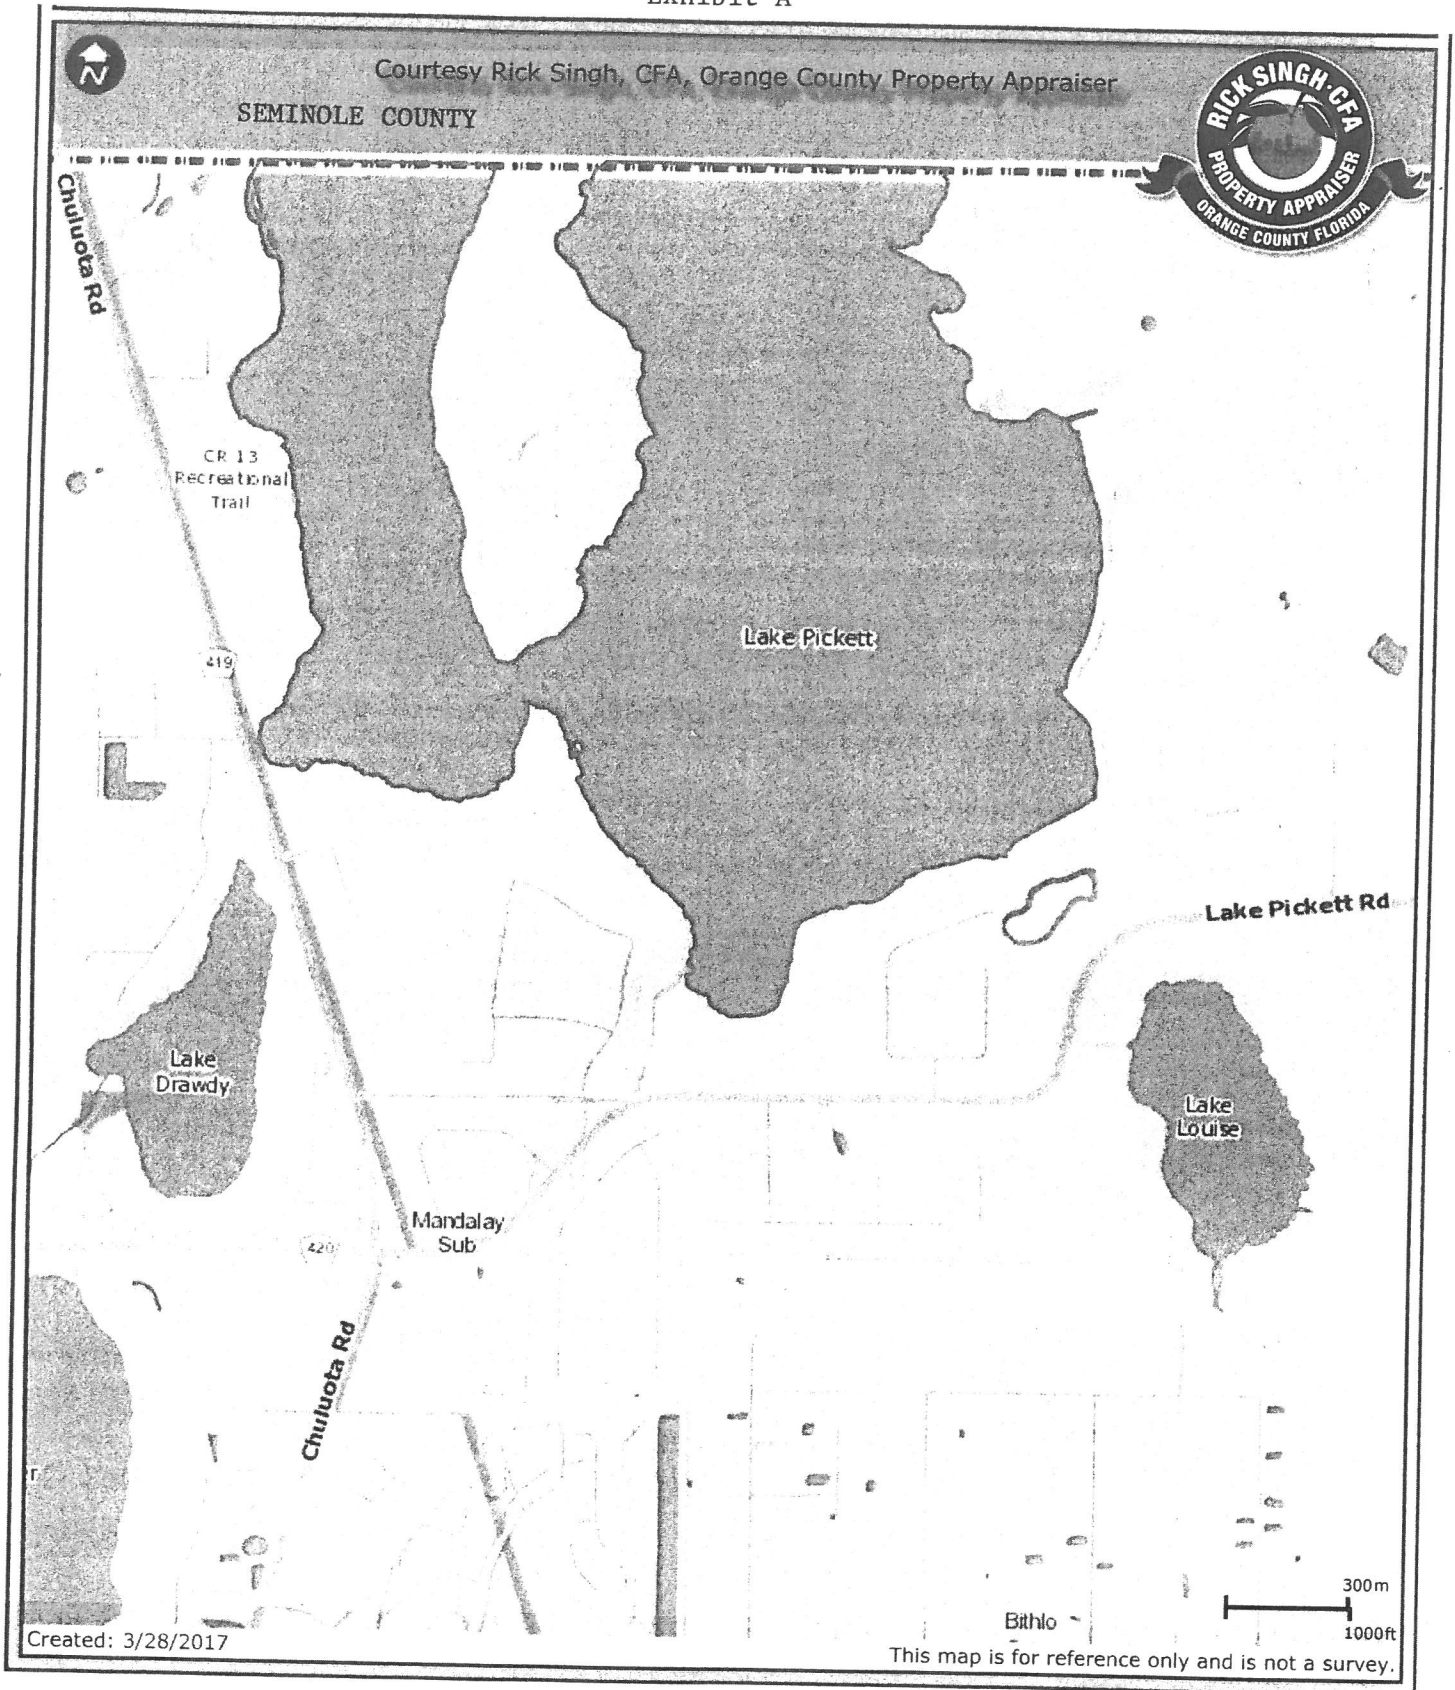 Exhibit A
N
Courtesy Rick Singh, CFA, Orange County Property Appraiser
SEMINOLE COUNTY
RICK SINGH·CFA
PROPERTY APPRAISER
ORANGE COUNTY FLORIDA
Chuluota Rd
CR 13
Recreational
Trail
Lake Pickett
419
Lake Pickett Rd
Lake
Drawdy
Lake
Louise
Mandalay
Sub
420
Chuluota Rd
r
300m
Bithlo
1000ft
Created: 3/28/2017
This map is for reference only and is not a survey.